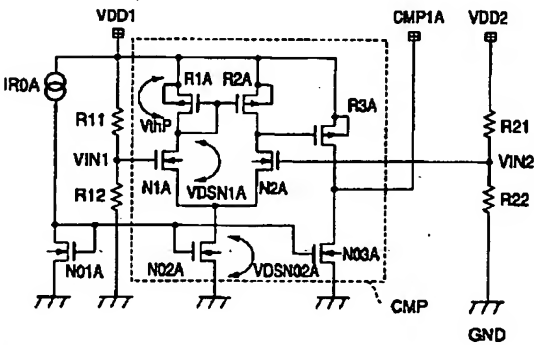 VDD1
CMP1A
VDD2
IR0A
R1A
R2A
R11
VthP
R3A
R21
VIN1
VIN2
R12
N1A
VDSN1A
N2A
R22
N01A
N02A
VDSN02A
N03A
CMP
GND